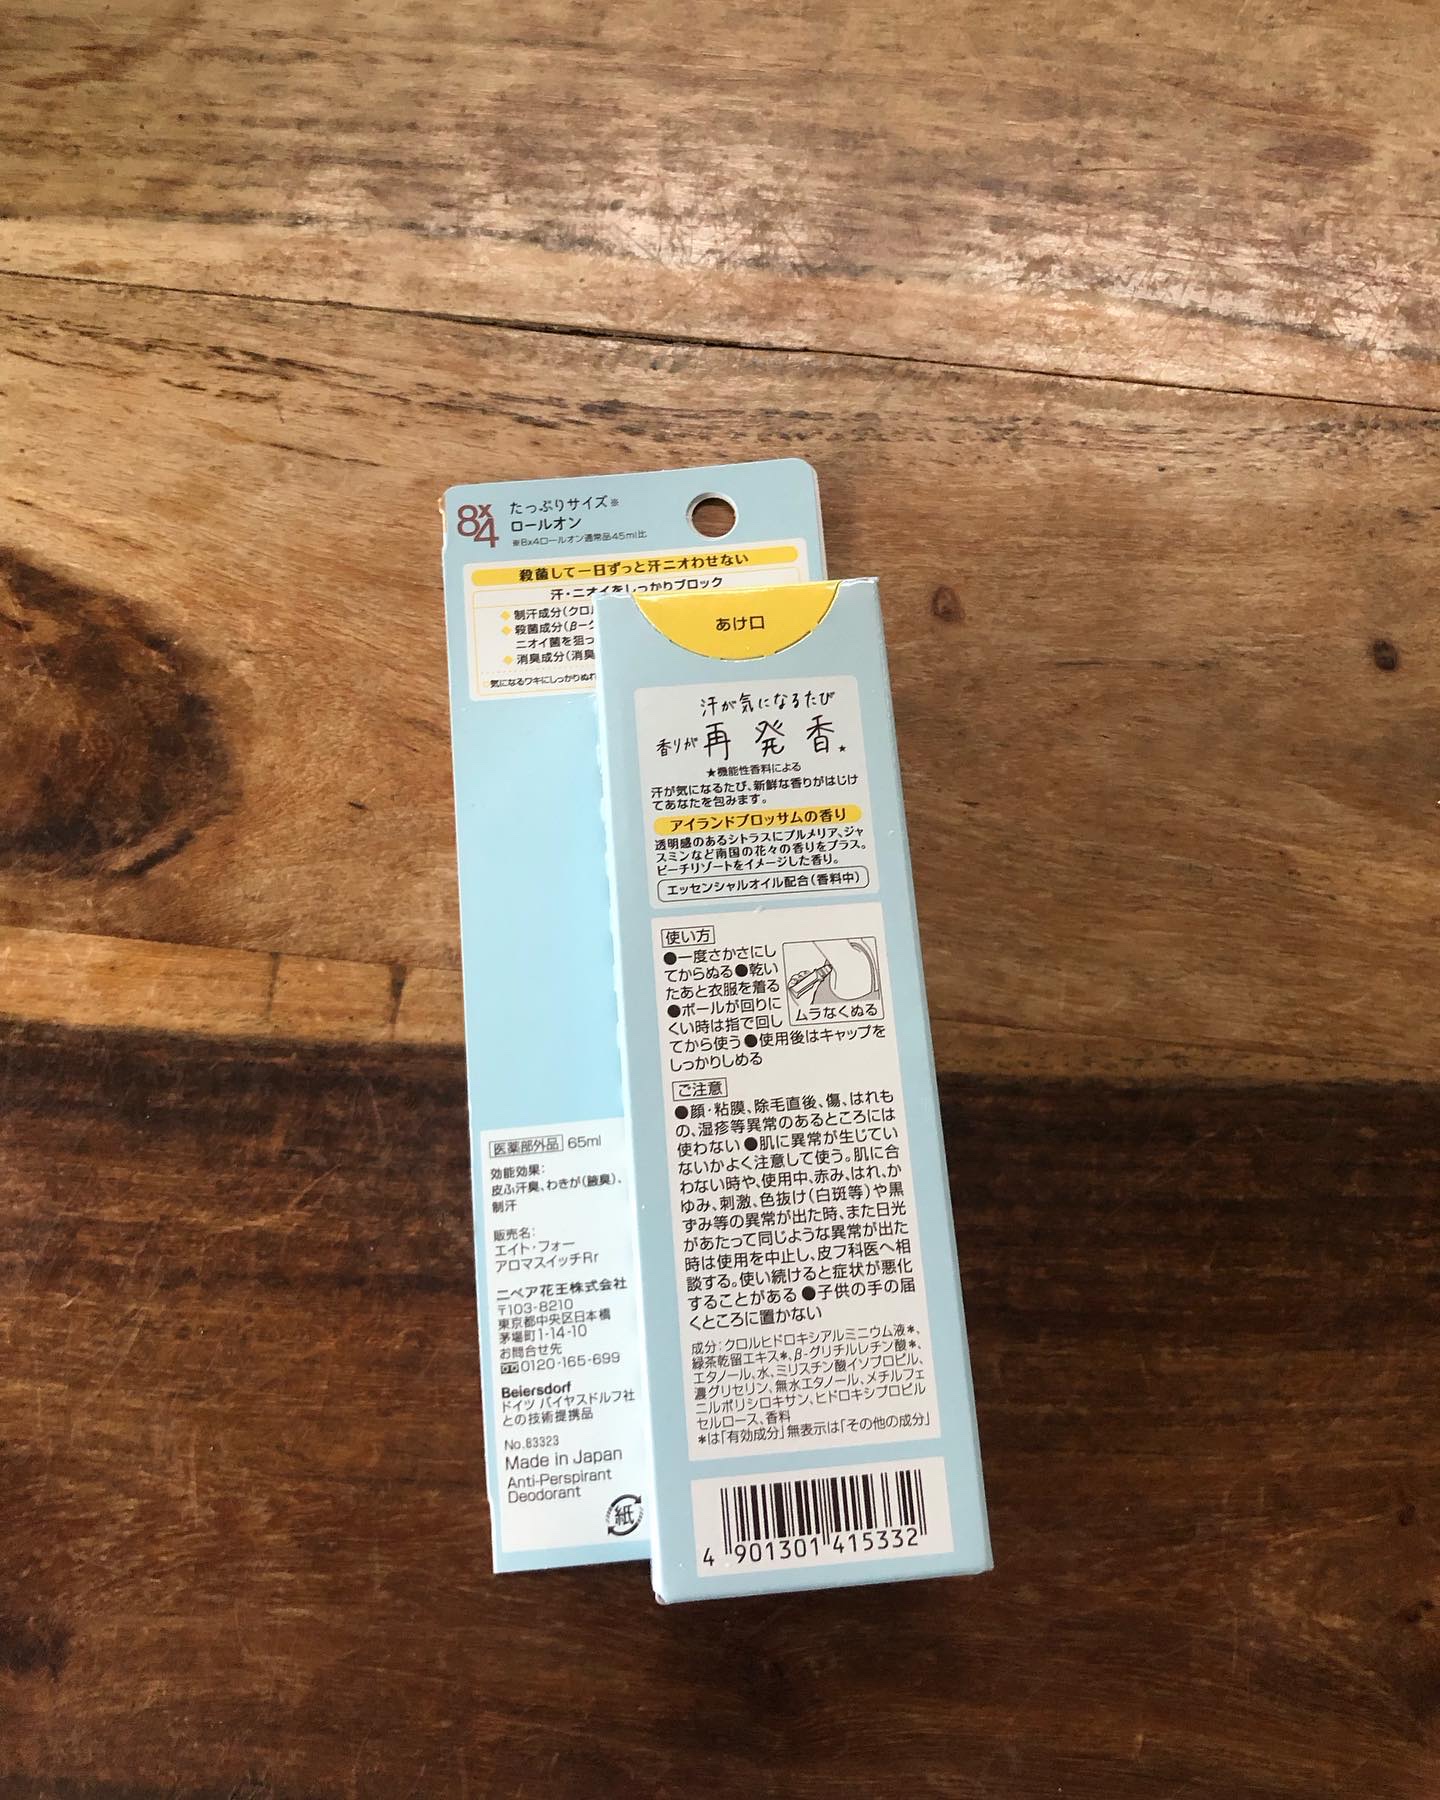 8x4
たっぷりサイズ※
ロールオン
※8x4ロールオン通常品45ml比
殺菌して一日ずっと汗ニオわせない
汗・ニオイをしっかりブロック
◆制汗成分(クロル
◆殺菌成分(β-グ
ニオイ菌を狙っ
◆消臭成分(消臭
気になるワキにしっかりぬれ
医薬部外品 65ml
効能効果:
皮ふ汗臭、わきが(腋臭)、
制汗
販売名:
エイト・フォー
アロマスイッチRr
ニベア花王株式会社
〒103-8210
東京都中央区日本橋
茅場町1-14-10
お問合せ先
0120-165-699
Beiersdorf
ドイツ バイヤスドルフ社
との技術提携品
No.83323
Made in Japan
Anti-Perspirant
Deodorant
紙
あけ口
汗が気になるたび
香りが再発香★
★機能性香料による
汗が気になるたび、新鮮な香りがはじけ
てあなたを包みます。
アイランドブロッサムの香り
透明感のあるシトラスにプルメリア、ジャ
スミンなど南国の花々の香りをプラス。
ビーチリゾートをイメージした香り。
エッセンシャルオイル配合(香料中)
使い方
●一度さかさにし
てからぬる●乾い
たあと衣服を着る
●ボールが回りに
くい時は指で回し
てから使う●使用後はキャップを
しっかりしめる
ムラなくぬる
ご注意
●顔・粘膜、除毛直後、傷、はれも
の、湿疹等異常のあるところには
使わない●肌に異常が生じてい
ないかよく注意して使う。肌に合
わない時や、使用中、赤み、はれ、か
ゆみ、刺激、色抜け(白斑等)や黒
ずみ等の異常が出た時、また日光
があたって同じような異常が出た
時は使用を中止し、皮フ科医へ相
談する。使い続けると症状が悪化
することがある●子供の手の届
くところに置かない
成分:クロルヒドロキシアルミニウム液*、
緑茶乾留エキス*、β-グリチルレチン酸*、
エタノール、水、ミリスチン酸イソプロピル、
濃グリセリン、無水エタノール、メチルフェ
ニルポリシロキサン、ヒドロキシプロピル
セルロース、香料
*は「有効成分」無表示は「その他の成分」
4 901301 415332